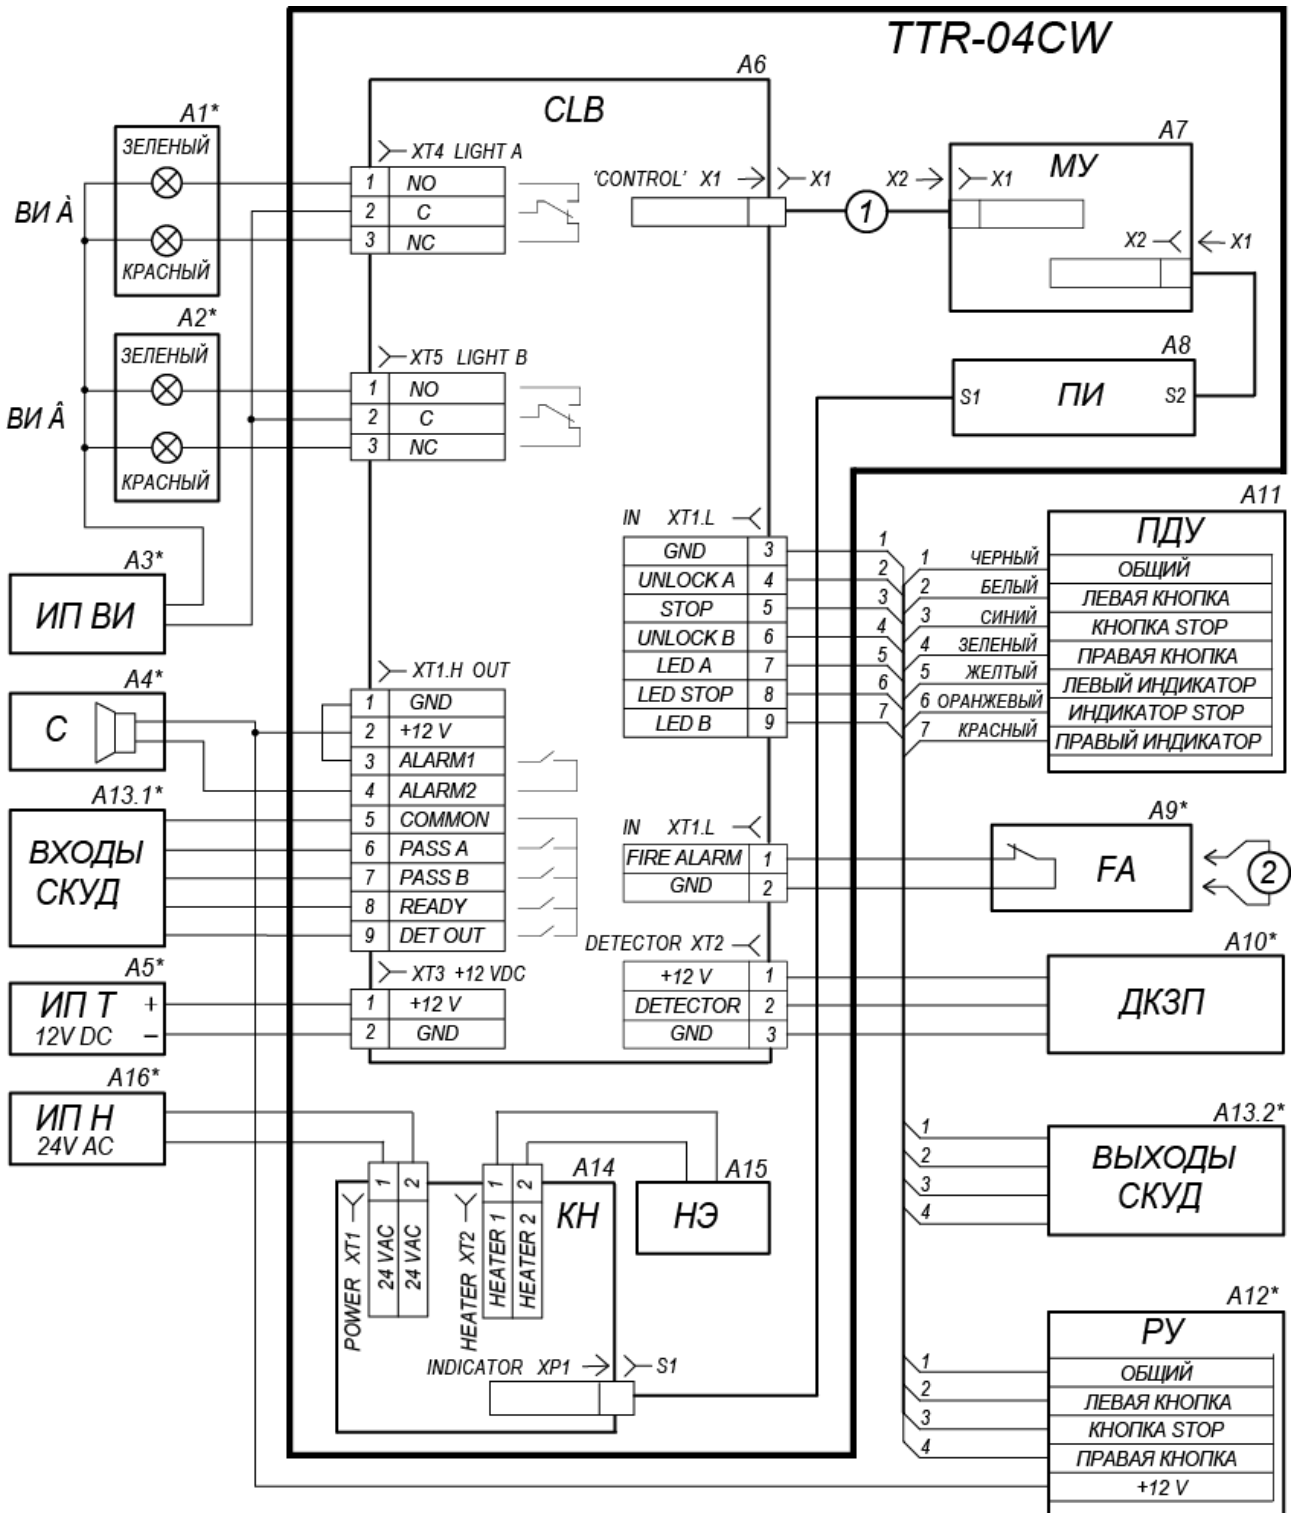 TTR-04CW
A6
CLB
A1*
ЗЕЛЕНЫЙ
КРАСНЫЙ
ВИ À
A2*
ЗЕЛЕНЫЙ
КРАСНЫЙ
ВИ Â
A3*
ИП ВИ
A4*
С
A13.1*
ВХОДЫ
СКУД
A5*
ИП Т +
12V DC –
A16*
ИП Н
24V AC
XT4 LIGHT A
1 NO
2 C
3 NC
XT5 LIGHT B
1 NO
2 C
3 NC
XT1.H OUT
1 GND
2 +12 V
3 ALARM1
4 ALARM2
5 COMMON
6 PASS A
7 PASS B
8 READY
9 DET OUT
XT3 +12 VDC
1 +12 V
2 GND
'CONTROL' X1
X1
1
X2
X1
A7
МУ
X2
X1
A8
S1 ПИ S2
IN XT1.L
GND 3
UNLOCK A 4
STOP 5
UNLOCK B 6
LED A 7
LED STOP 8
LED B 9
1
2
3
4
5
6
7
A11
ПДУ
1 ЧЕРНЫЙ ОБЩИЙ
2 БЕЛЫЙ ЛЕВАЯ КНОПКА
3 СИНИЙ КНОПКА STOP
4 ЗЕЛЕНЫЙ ПРАВАЯ КНОПКА
5 ЖЕЛТЫЙ ЛЕВЫЙ ИНДИКАТОР
6 ОРАНЖЕВЫЙ ИНДИКАТОР STOP
7 КРАСНЫЙ ПРАВЫЙ ИНДИКАТОР
IN XT1.L
FIRE ALARM 1
GND 2
A9*
FA
2
DETECTOR XT2
+12 V 1
DETECTOR 2
GND 3
A10*
ДКЗП
A13.2*
1
2
3
4
ВЫХОДЫ
СКУД
A14
КН
POWER XT1
1 24 VAC
2 24 VAC
HEATER XT2
1 HEATER 1
2 HEATER 2
A15
НЭ
INDICATOR XP1
S1
A12*
РУ
1 ОБЩИЙ
2 ЛЕВАЯ КНОПКА
3 КНОПКА STOP
4 ПРАВАЯ КНОПКА
+12 V